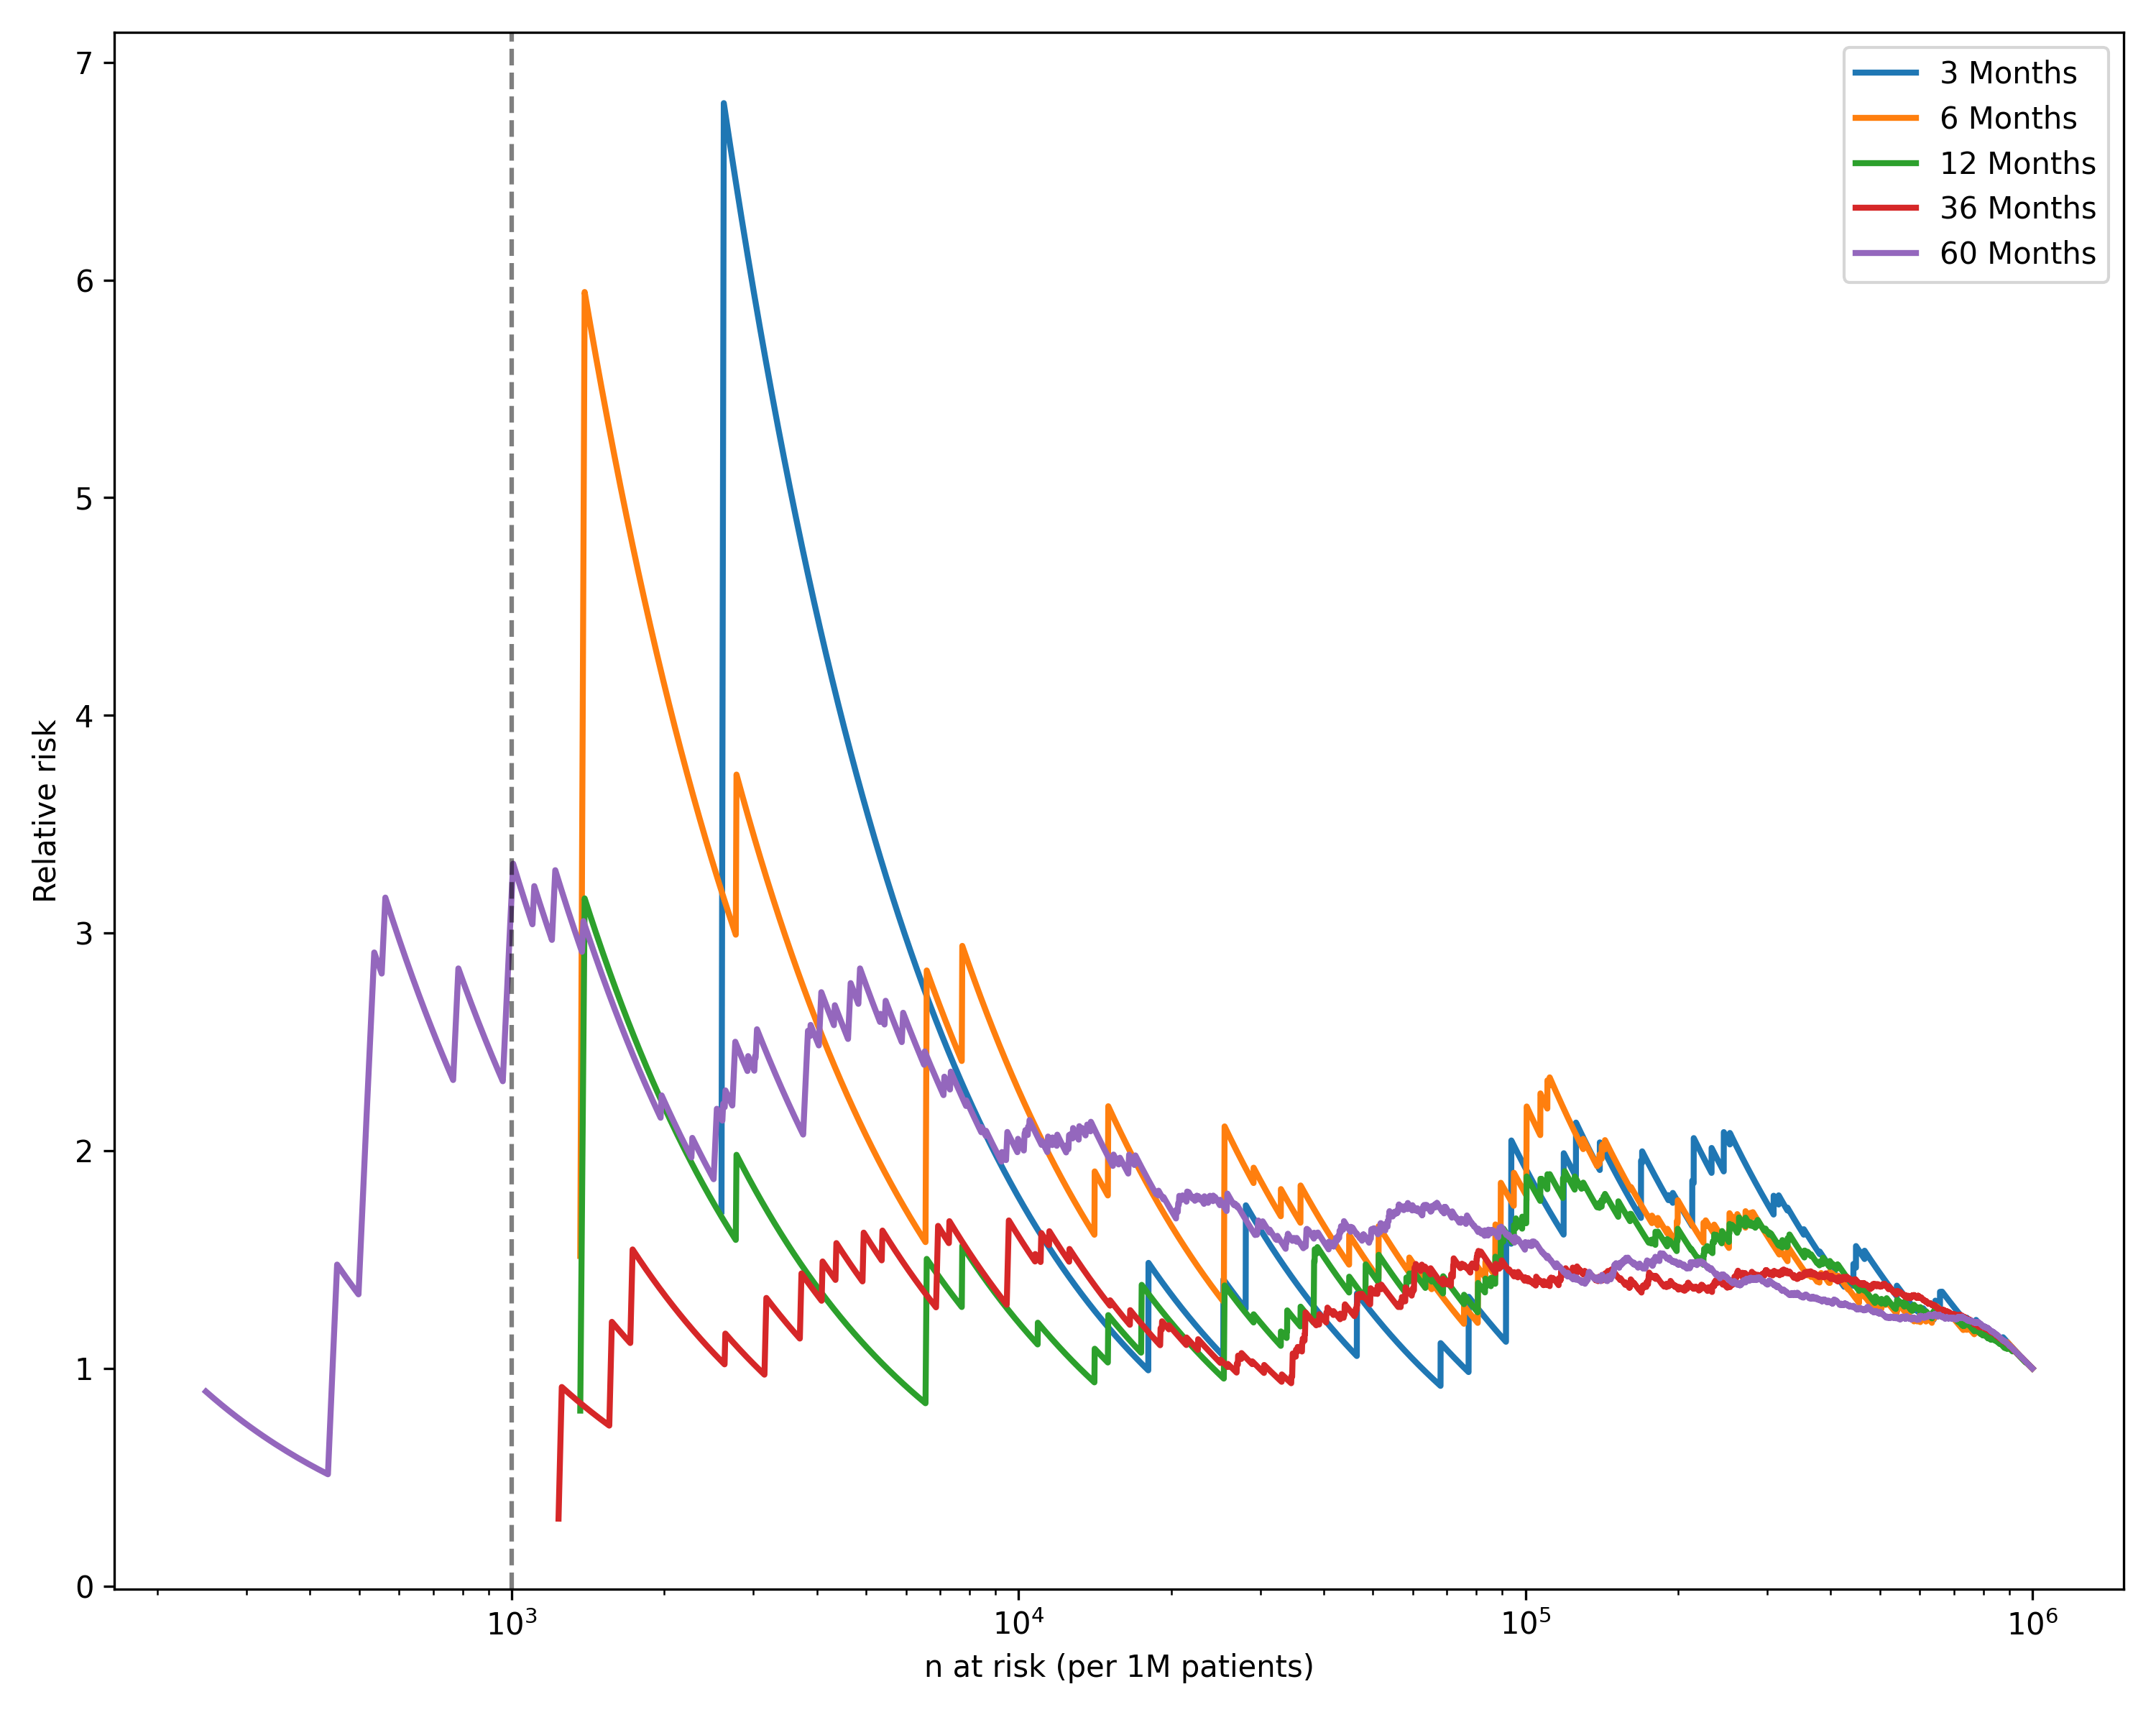 7
6
5
4
3
2
1
0
Relative risk
3 Months
6 Months
12 Months
36 Months
60 Months
10³
10⁴
10⁵
10⁶
n at risk (per 1M patients)